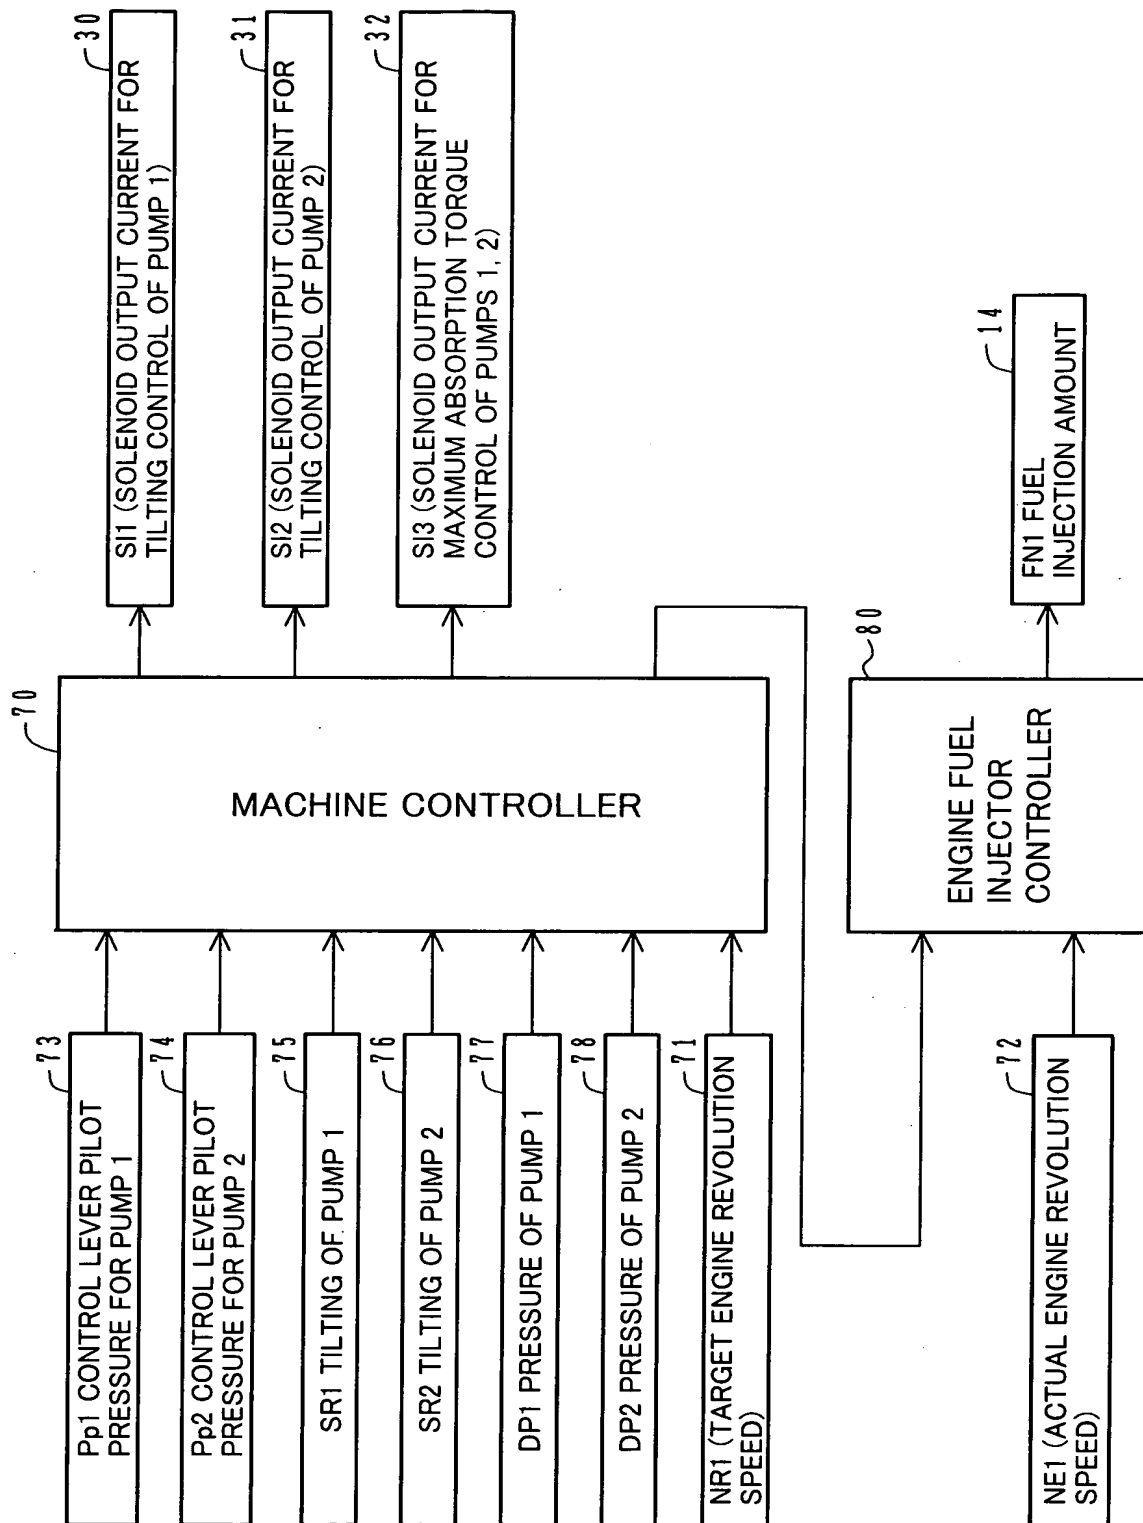 73
Pp1 CONTROL LEVER PILOT
PRESSURE FOR PUMP 1
74
Pp2 CONTROL LEVER PILOT
PRESSURE FOR PUMP 2
75
SR1 TILTING OF PUMP 1
76
SR2 TILTING OF PUMP 2
77
DP1 PRESSURE OF PUMP 1
78
DP2 PRESSURE OF PUMP 2
71
NR1 (TARGET ENGINE REVOLUTION
SPEED)
72
NE1 (ACTUAL ENGINE REVOLUTION
SPEED)
70
MACHINE CONTROLLER
80
ENGINE FUEL
INJECTOR
CONTROLLER
30
SI1 (SOLENOID OUTPUT CURRENT FOR
TILTING CONTROL OF PUMP 1)
31
SI2 (SOLENOID OUTPUT CURRENT FOR
TILTING CONTROL OF PUMP 2)
32
SI3 (SOLENOID OUTPUT CURRENT FOR
MAXIMUM ABSORPTION TORQUE
CONTROL OF PUMPS 1, 2)
14
FN1 FUEL
INJECTION AMOUNT